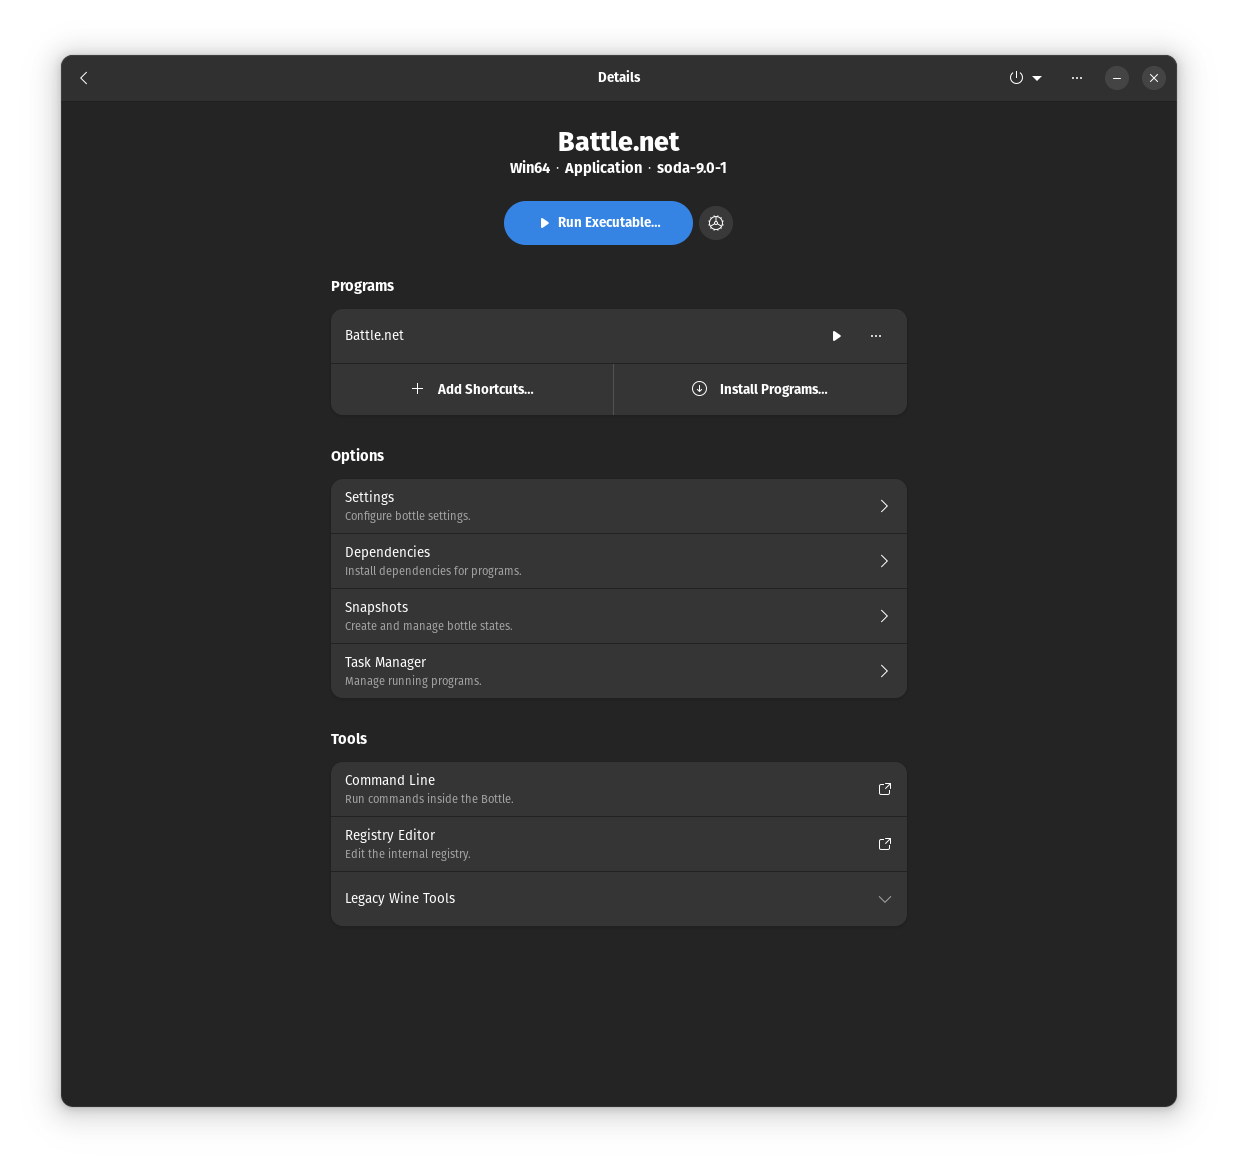 Details
Battle.net
Win64 · Application · soda-9.0-1
Run Executable...
Programs
Battle.net
Add Shortcuts...
Install Programs...
Options
Settings
Configure bottle settings.
Dependencies
Install dependencies for programs.
Snapshots
Create and manage bottle states.
Task Manager
Manage running programs.
Tools
Command Line
Run commands inside the Bottle.
Registry Editor
Edit the internal registry.
Legacy Wine Tools